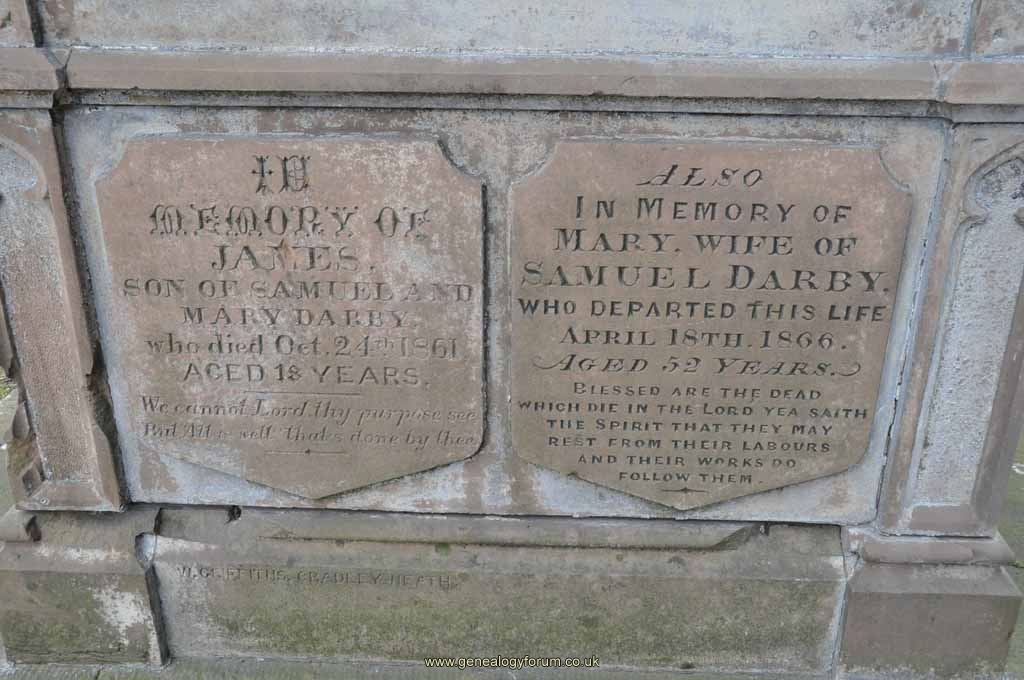 IN
MEMORY OF
JAMES.
SON OF SAMUEL AND
MARY DARBY
who died Oct. 24th 1861
AGED 18 YEARS.
We cannot Lord thy purpose see
But All is well thats done by thee
ALSO
IN MEMORY OF
MARY. WIFE OF
SAMUEL DARBY.
WHO DEPARTED THIS LIFE
APRIL 18TH. 1866.
AGED 52 YEARS.
BLESSED ARE THE DEAD
WHICH DIE IN THE LORD YEA SAITH
THE SPIRIT THAT THEY MAY
REST FROM THEIR LABOURS
AND THEIR WORKS DO
FOLLOW THEM.
W. GRIFFITHS, CRADLEY HEATH
www.genealogyforum.co.uk